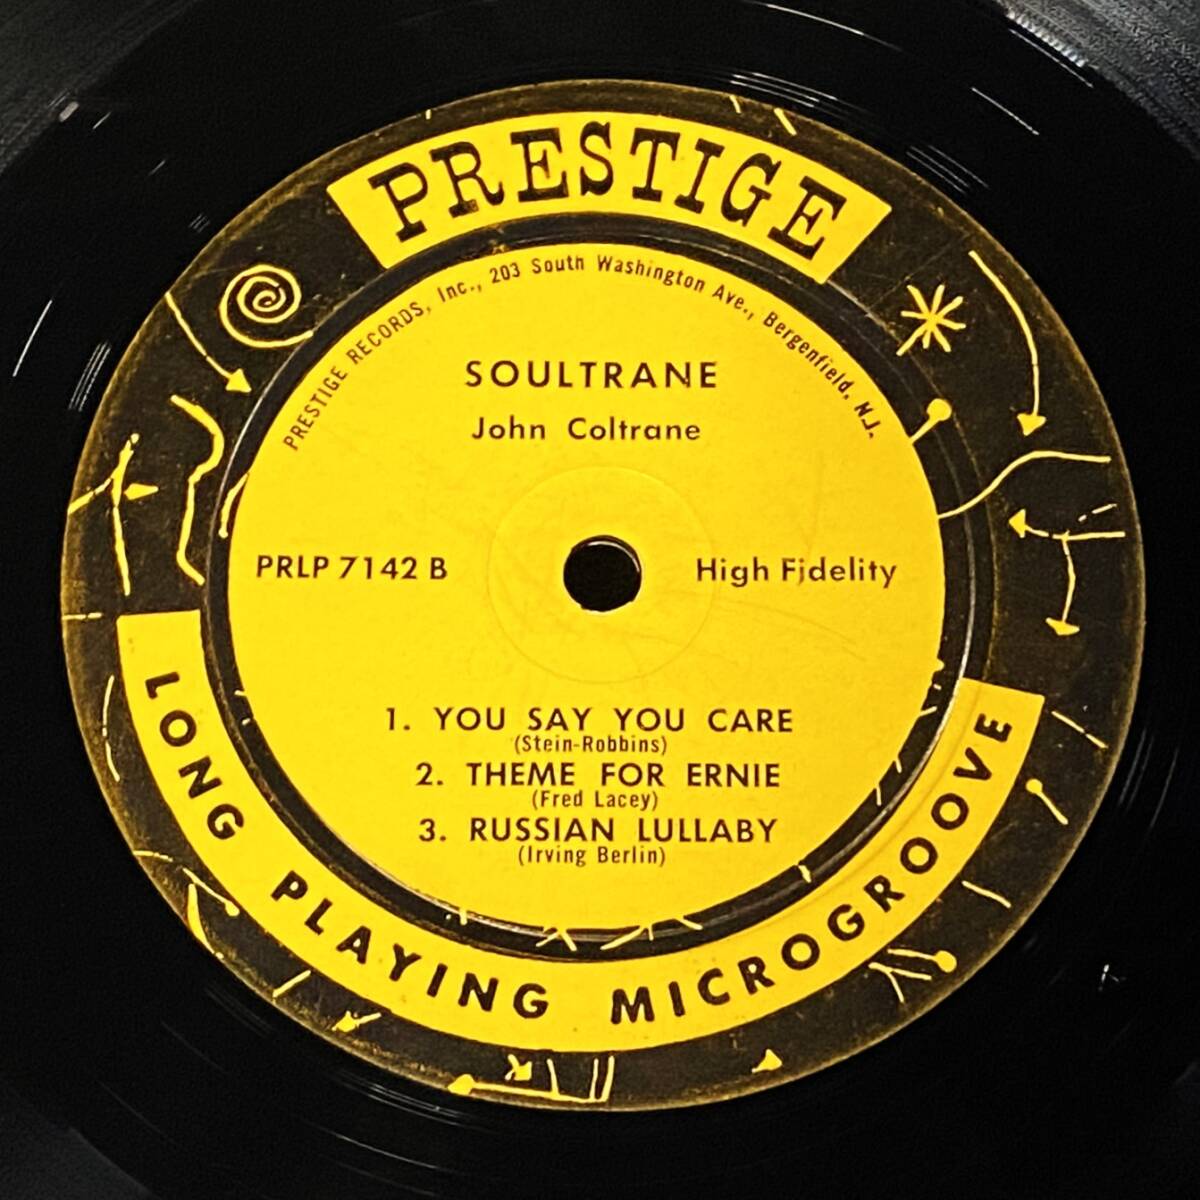 PRESTIGE
PRESTIGE RECORDS, Inc., 203 South Washington Ave., Bergenfield, N.J.
SOULTRANE
John Coltrane
PRLP 7142 B
High Fidelity
1. YOU SAY YOU CARE
(Stein-Robbins)
2. THEME FOR ERNIE
(Fred Lacey)
3. RUSSIAN LULLABY
(Irving Berlin)
LONG PLAYING MICROGROOVE